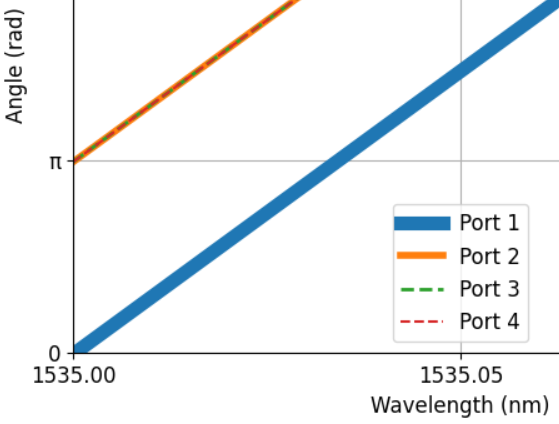 Angle (rad)
π
0
1535.00
1535.05
Wavelength (nm)
Port 1
Port 2
Port 3
Port 4